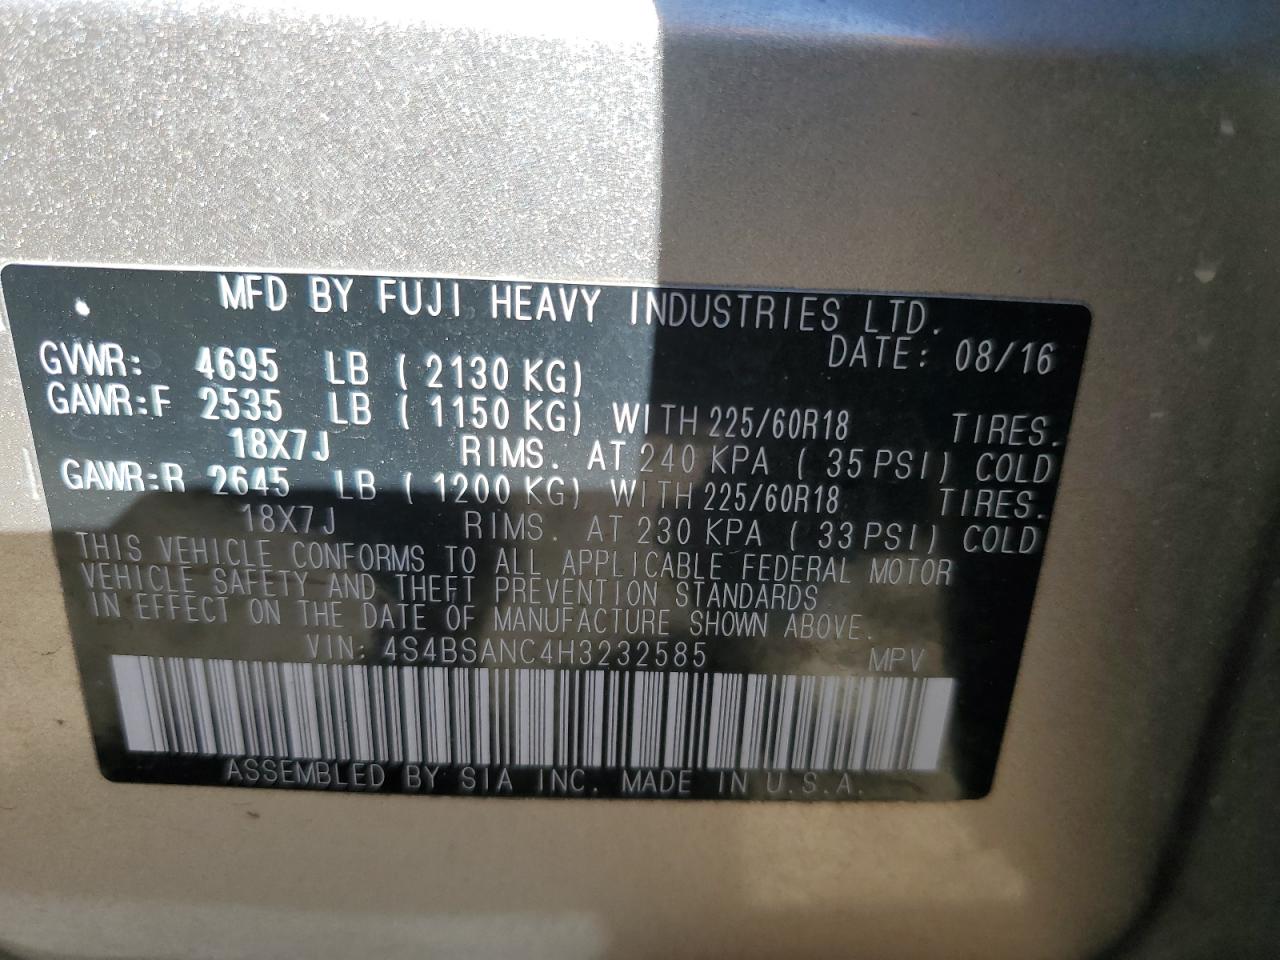 MFD BY FUJI HEAVY INDUSTRIES LTD.
DATE: 08/16
GVWR: 4695 LB ( 2130 KG)
GAWR:F 2535 LB ( 1150 KG) WITH 225/60R18 TIRES.
18X7J RIMS. AT 240 KPA ( 35 PSI) COLD
GAWR:R 2645 LB ( 1200 KG) WITH 225/60R18 TIRES.
18X7J RIMS. AT 230 KPA ( 33 PSI) COLD
THIS VEHICLE CONFORMS TO ALL APPLICABLE FEDERAL MOTOR
VEHICLE SAFETY AND THEFT PREVENTION STANDARDS
IN EFFECT ON THE DATE OF MANUFACTURE SHOWN ABOVE.
VIN: 4S4BSANC4H3232585 MPV
ASSEMBLED BY SIA INC. MADE IN U.S.A.